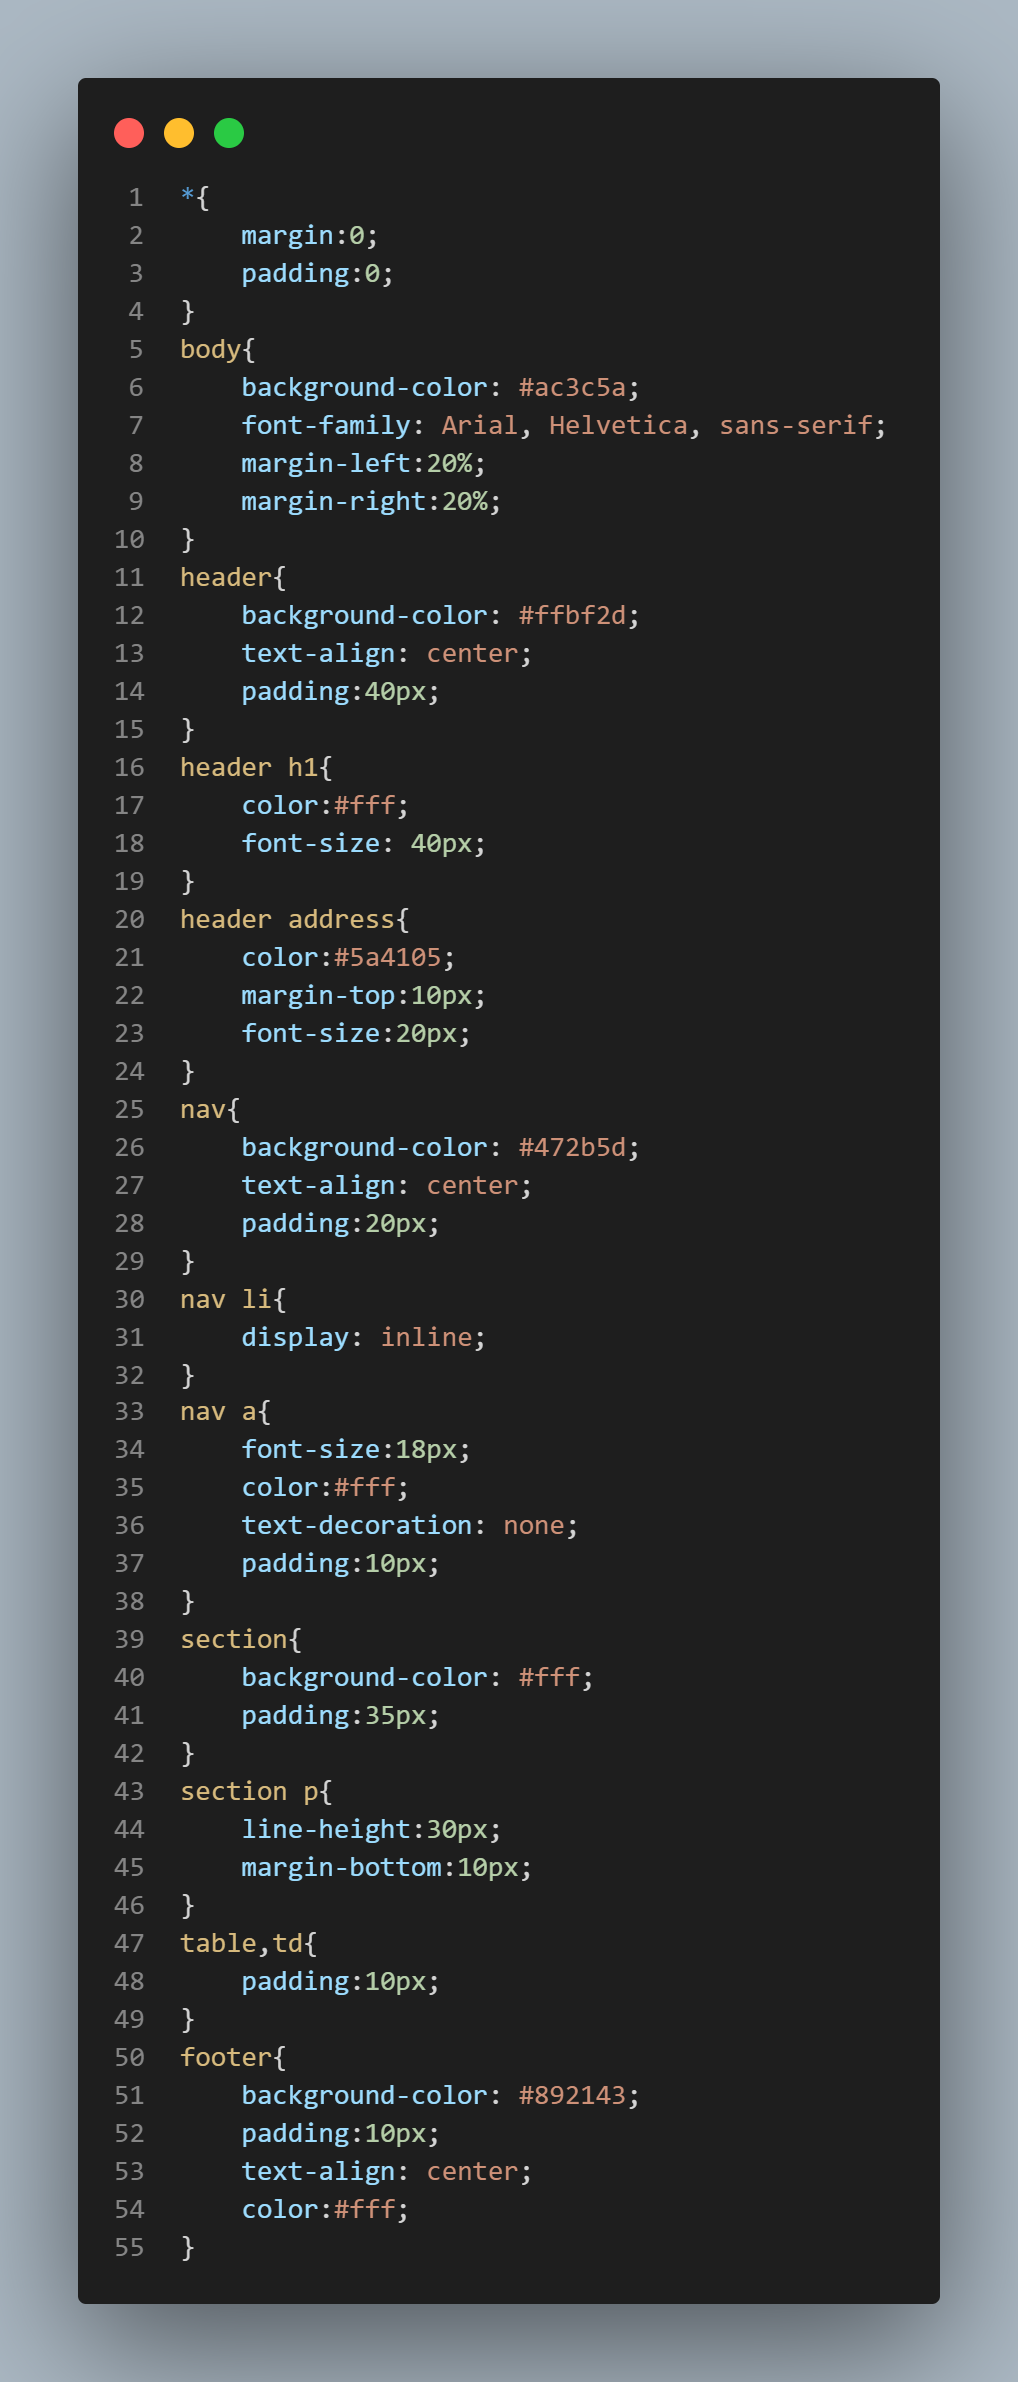 1 *{
2     margin:0;
3     padding:0;
4 }
5 body{
6     background-color: #ac3c5a;
7     font-family: Arial, Helvetica, sans-serif;
8     margin-left:20%;
9     margin-right:20%;
10 }
11 header{
12     background-color: #ffbf2d;
13     text-align: center;
14     padding:40px;
15 }
16 header h1{
17     color:#fff;
18     font-size: 40px;
19 }
20 header address{
21     color:#5a4105;
22     margin-top:10px;
23     font-size:20px;
24 }
25 nav{
26     background-color: #472b5d;
27     text-align: center;
28     padding:20px;
29 }
30 nav li{
31     display: inline;
32 }
33 nav a{
34     font-size:18px;
35     color:#fff;
36     text-decoration: none;
37     padding:10px;
38 }
39 section{
40     background-color: #fff;
41     padding:35px;
42 }
43 section p{
44     line-height:30px;
45     margin-bottom:10px;
46 }
47 table,td{
48     padding:10px;
49 }
50 footer{
51     background-color: #892143;
52     padding:10px;
53     text-align: center;
54     color:#fff;
55 }